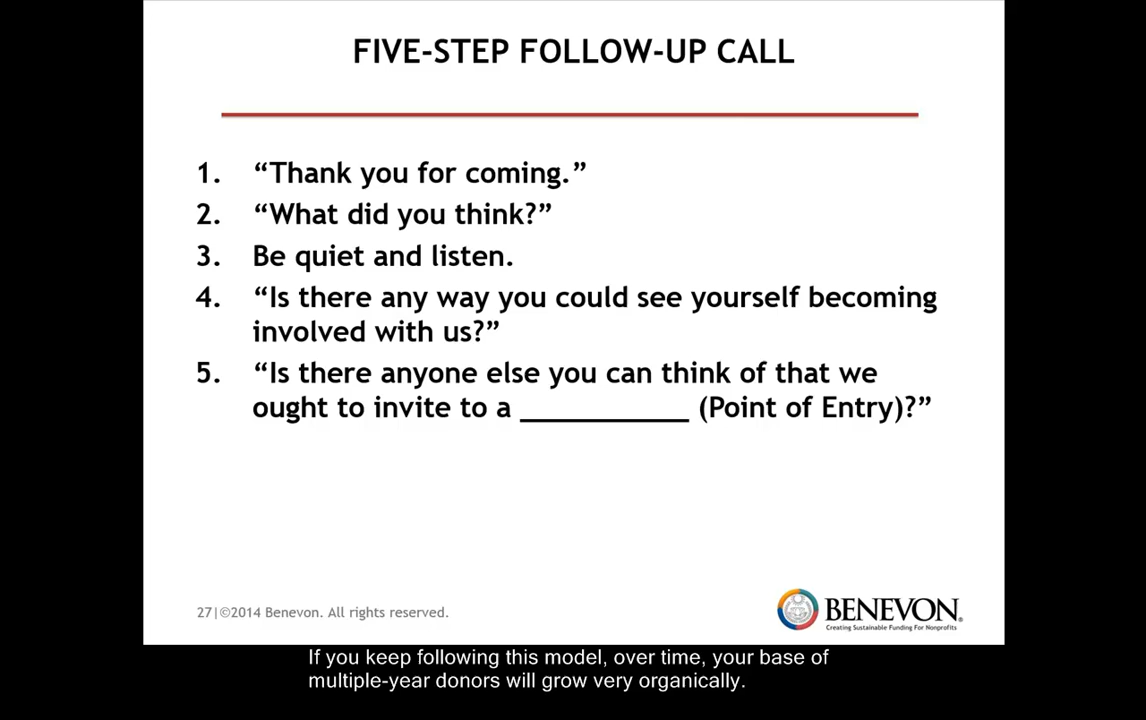 FIVE-STEP FOLLOW-UP CALL
1. “Thank you for coming.”
2. “What did you think?”
3. Be quiet and listen.
4. “Is there any way you could see yourself becoming
involved with us?”
5. “Is there anyone else you can think of that we
ought to invite to a __________ (Point of Entry)?”
27|©2014 Benevon. All rights reserved.
BENEVON®
Creating Sustainable Funding For Nonprofits
If you keep following this model, over time, your base of
multiple-year donors will grow very organically.